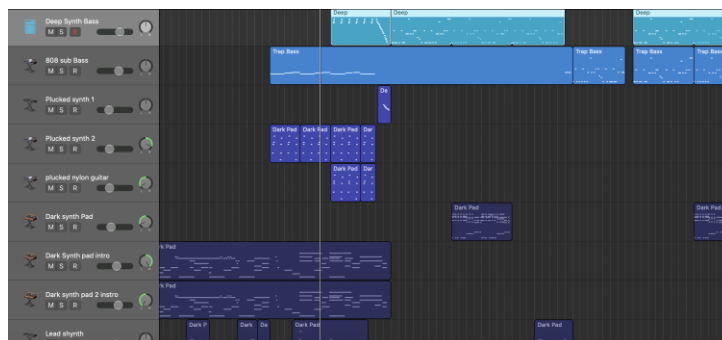 Deep Synth Bass Deep Deep Deep
M S R
808 sub Bass Trap Bass Trap Bass Trap Bass Trap Bass
M S R
Plucked synth 1 De
M S R
Plucked synth 2 Dark Pad Dark Pad Dark Pad Dar
M S R
plucked nylon guitar Dark Pad Dar
M S R
Dark synth Pad Dark Pad Dark Pad
M S R
Dark Synth pad intro rk Pad
M S R
Dark synth pad 2 instro rk Pad
M S R
Lead shynth Dark P Dark Da Dark Pad Dark Pad